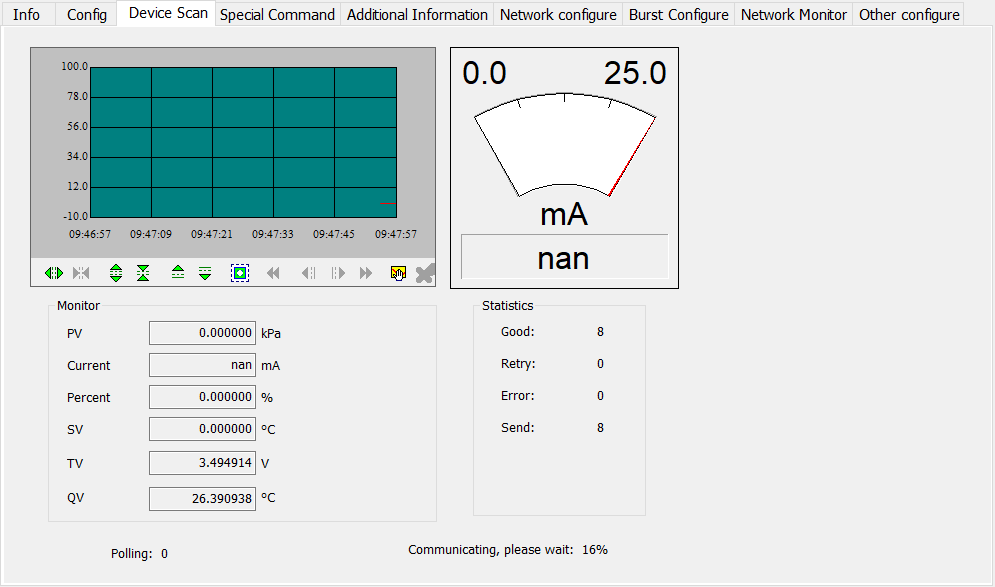 Info Config Device Scan Special Command Additional Information Network configure Burst Configure Network Monitor Other configure
100.0
78.0
56.0
34.0
12.0
-10.0
09:46:57 09:47:09 09:47:21 09:47:33 09:47:45 09:47:57
0.0 25.0
mA
nan
Monitor
PV 0.000000 kPa
Current nan mA
Percent 0.000000 %
SV 0.000000 ºC
TV 3.494914 V
QV 26.390938 ºC
Statistics
Good: 8
Retry: 0
Error: 0
Send: 8
Polling: 0
Communicating, please wait: 16%